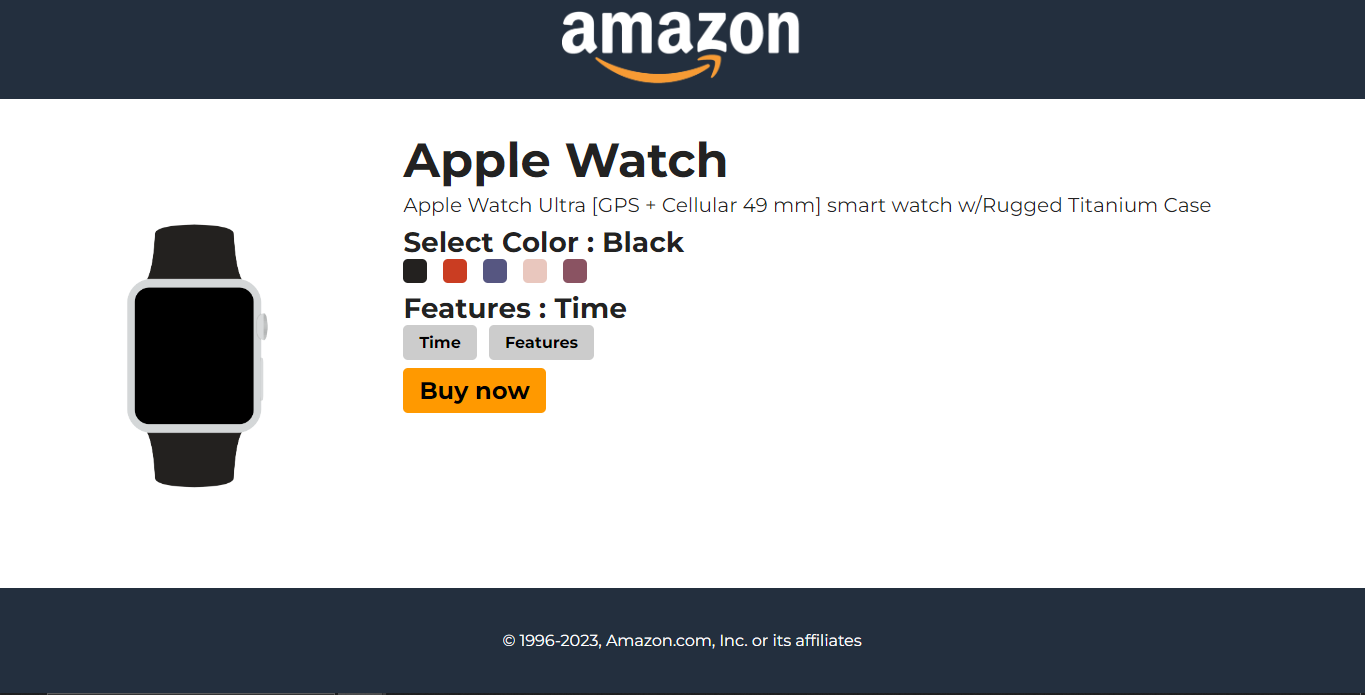 amazon
Apple Watch
Apple Watch Ultra [GPS + Cellular 49 mm] smart watch w/Rugged Titanium Case
Select Color : Black
Features : Time
Time Features
Buy now
© 1996-2023, Amazon.com, Inc. or its affiliates